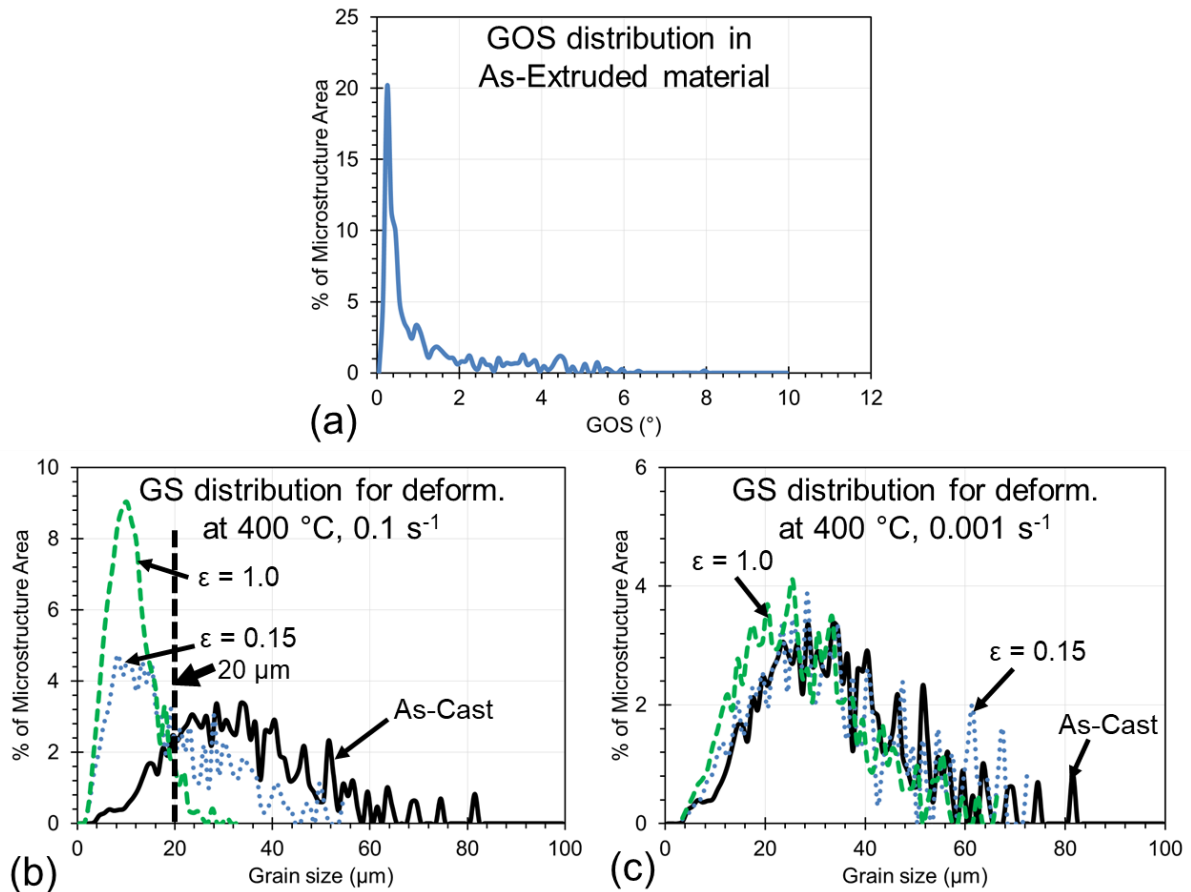 25
20
15
10
5
0
% of Microstructure Area
GOS distribution in
As-Extruded material
0 2 4 6 8 10 12
GOS (°)
(a)
10
8
6
4
2
0
% of Microstructure Area
GS distribution for deform.
at 400 °C, 0.1 s-1
ε = 1.0
ε = 0.15
20 µm
As-Cast
0 20 40 60 80 100
Grain size (µm)
(b)
6
4
2
0
% of Microstructure Area
GS distribution for deform.
at 400 °C, 0.001 s-1
ε = 1.0
ε = 0.15
As-Cast
0 20 40 60 80 100
Grain size (µm)
(c)